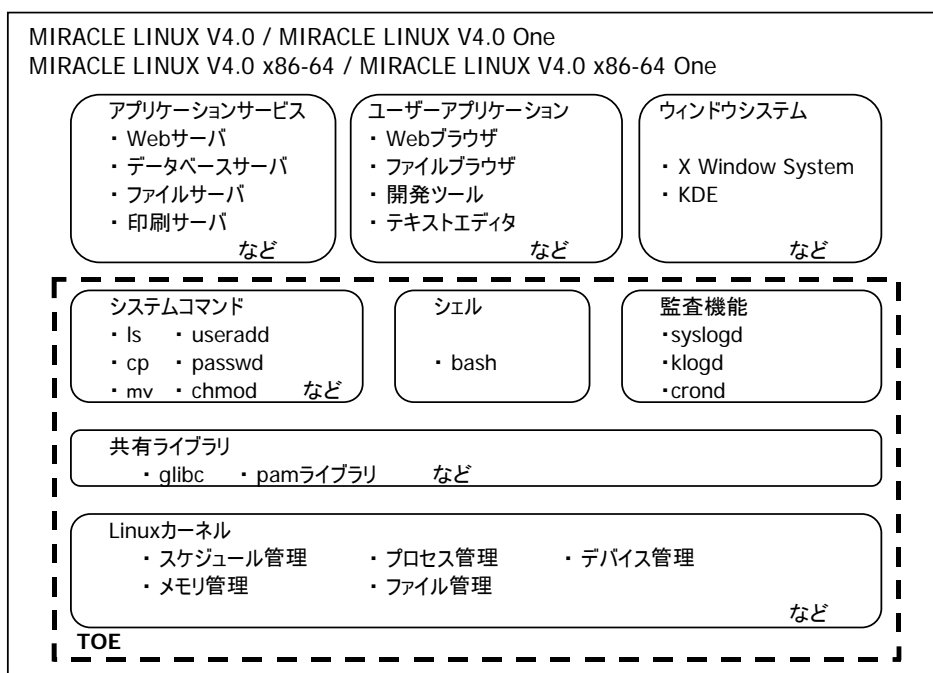 MIRACLE LINUX V4.0 / MIRACLE LINUX V4.0 One
MIRACLE LINUX V4.0 x86-64 / MIRACLE LINUX V4.0 x86-64 One
アプリケーションサービス
・ Webサーバ
・ データベースサーバ
・ ファイルサーバ
・ 印刷サーバ
など
ユーザーアプリケーション
・ Webブラウザ
・ ファイルブラウザ
・ 開発ツール
・ テキストエディタ
など
ウィンドウシステム
・ X Window System
・ KDE
など
システムコマンド
・ ls ・ useradd
・ cp ・ passwd
・ mv ・ chmod など
シェル
・ bash
監査機能
・syslogd
・klogd
・crond
共有ライブラリ
・ glibc ・ pamライブラリ など
Linuxカーネル
・ スケジュール管理 ・ プロセス管理 ・ デバイス管理
・ メモリ管理 ・ ファイル管理
など
TOE